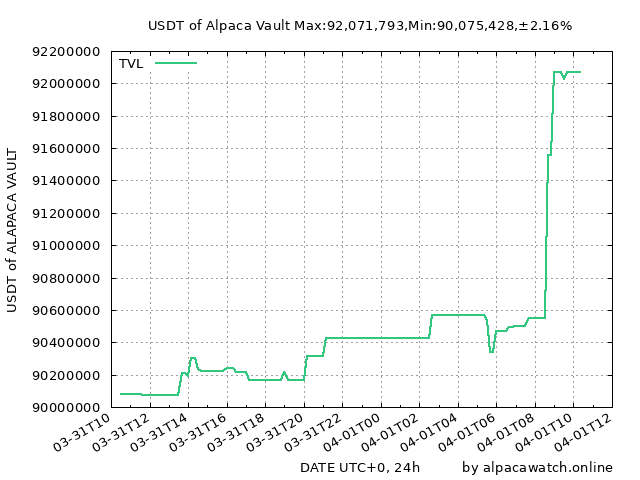 USDT of Alpaca Vault Max:92,071,793,Min:90,075,428,±2.16%
TVL
92200000
92000000
91800000
91600000
91400000
91200000
91000000
90800000
90600000
90400000
90200000
90000000
USDT of ALAPACA VAULT
03-31T10
03-31T12
03-31T14
03-31T16
03-31T18
03-31T20
03-31T22
04-01T00
04-01T02
04-01T04
04-01T06
04-01T08
04-01T10
04-01T12
DATE UTC+0, 24h
by alpacawatch.online